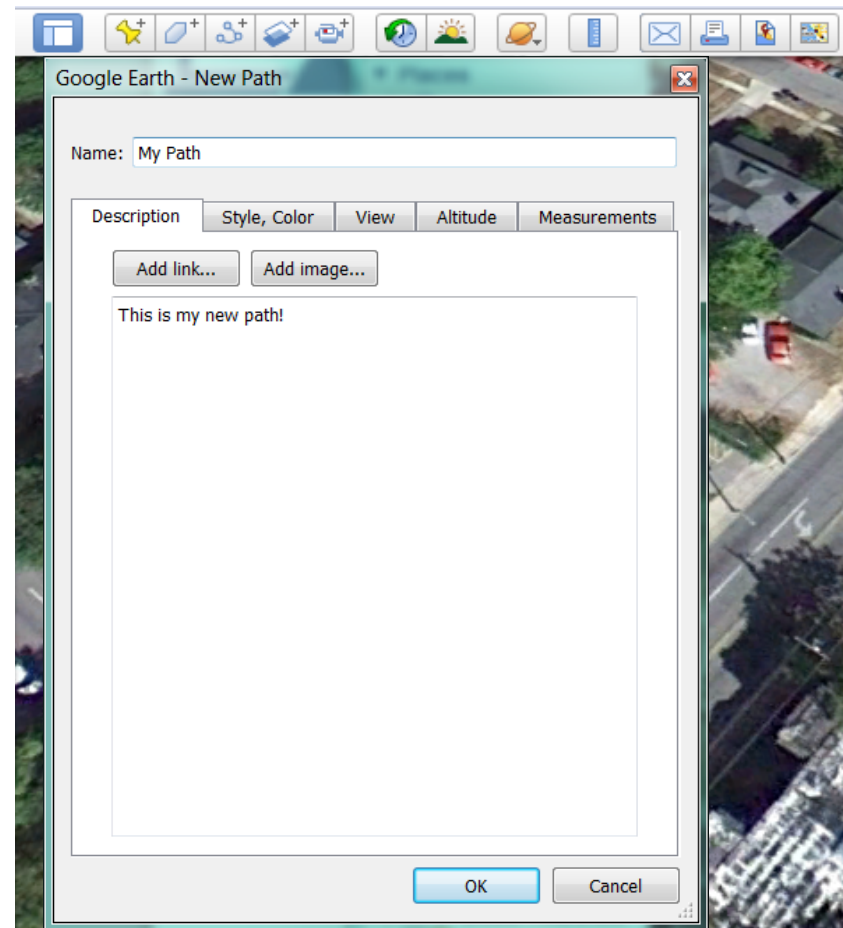 Google Earth - New Path
Name: My Path
Description Style, Color View Altitude Measurements
Add link... Add image...
This is my new path!
OK Cancel